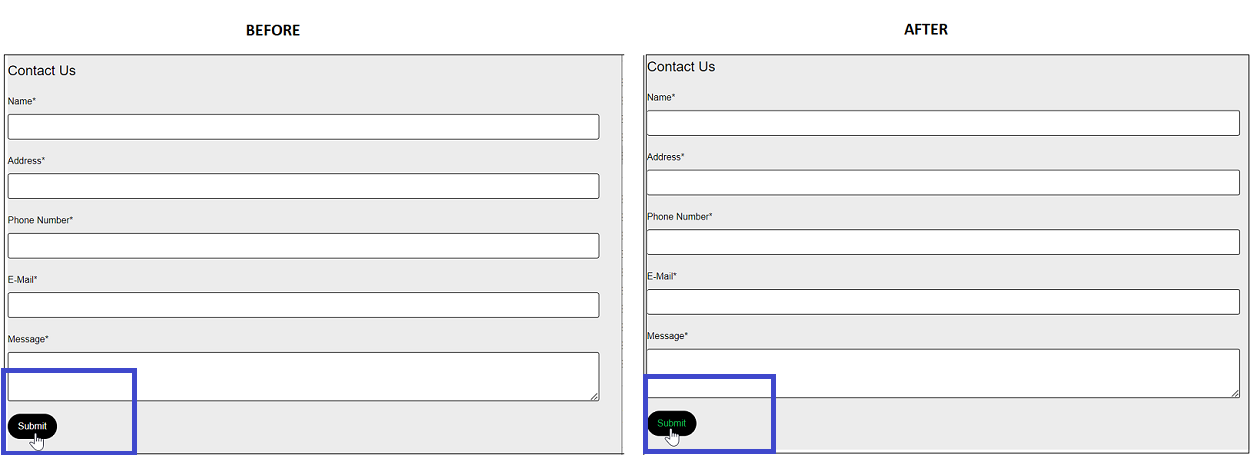 BEFORE
Contact Us
Name*
Address*
Phone Number*
E-Mail*
Message*
Submit
AFTER
Contact Us
Name*
Address*
Phone Number*
E-Mail*
Message*
Submit